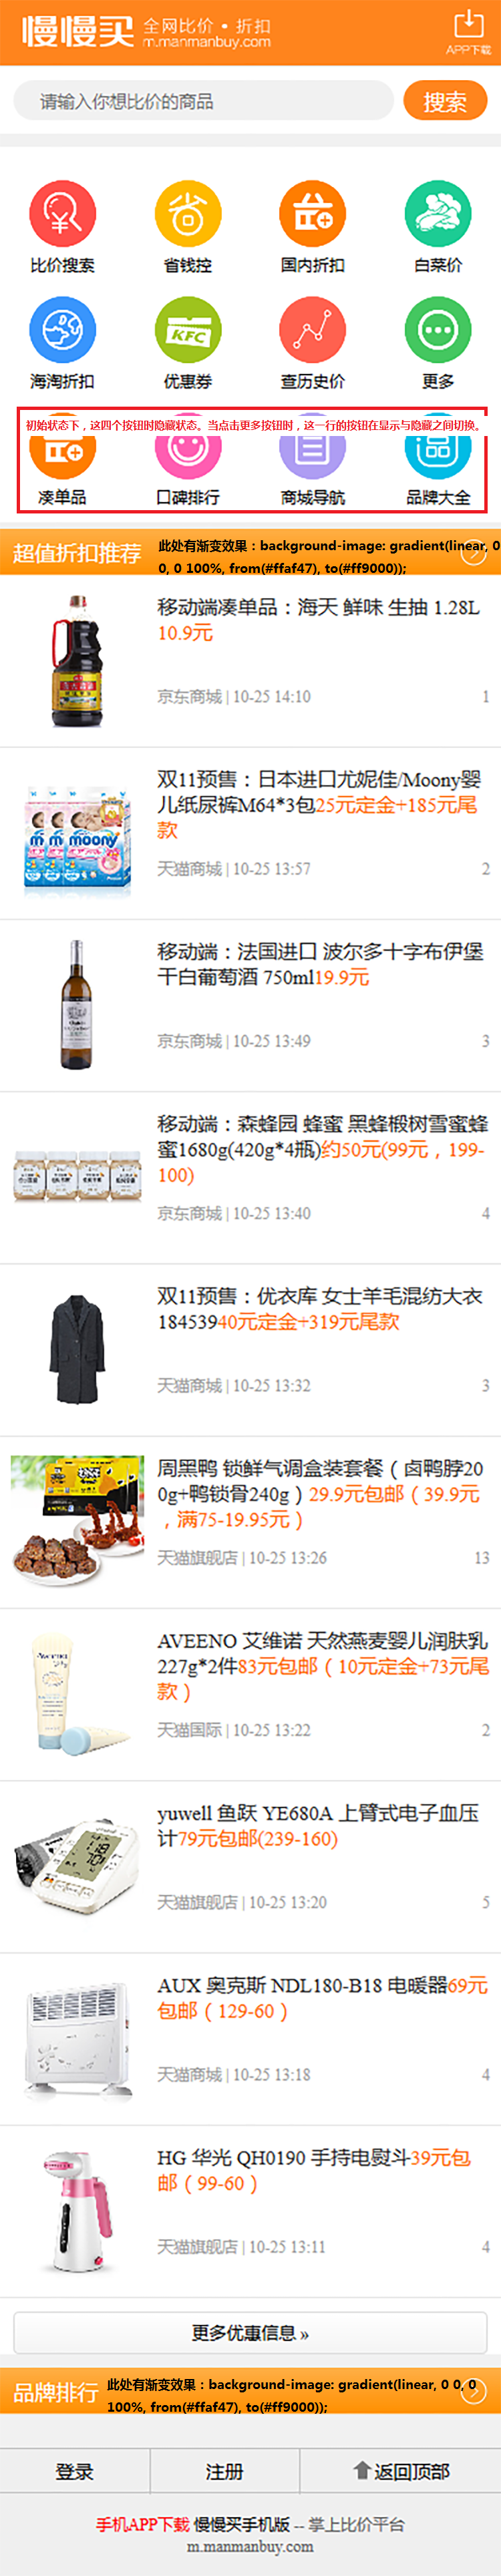 慢慢买 全网比价·折扣
m.manmanbuy.com
APP下载
请输入你想比价的商品 搜索
比价搜索 省钱控 国内折扣 白菜价
海淘折扣 优惠券 查历史价 更多
KFC
初始状态下，这四个按钮时隐藏状态。当点击更多按钮时，这一行的按钮在显示与隐藏之间切换。
凑单品 口碑排行 商城导航 品牌大全
超值折扣推荐 此处有渐变效果：background-image: gradient(linear, 0
0, 0 100%, from(#ffaf47), to(#ff9000));
移动端凑单品：海天 鲜味 生抽 1.28L
10.9元
京东商城 | 10-25 14:10 1
双11预售：日本进口尤妮佳/Moony婴
儿纸尿裤M64*3包25元定金+185元尾
款
天猫商城 | 10-25 13:57 2
moony
移动端：法国进口 波尔多十字布伊堡
干白葡萄酒 750ml19.9元
京东商城 | 10-25 13:49 3
移动端：森蜂园 蜂蜜 黑蜂椴树雪蜜蜂
蜜1680g(420g*4瓶)约50元(99元，199-
100)
京东商城 | 10-25 13:40 4
双11预售：优衣库 女士羊毛混纺大衣
18453940元定金+319元尾款
天猫商城 | 10-25 13:32 3
周黑鸭 锁鲜气调盒装套餐（卤鸭脖20
0g+鸭锁骨240g）29.9元包邮（39.9元
，满75-19.95元）
天猫旗舰店 | 10-25 13:26 13
AVEENO 艾维诺 天然燕麦婴儿润肤乳
227g*2件83元包邮（10元定金+73元尾
款）
天猫国际 | 10-25 13:22 2
Aveeno
yuwell 鱼跃 YE680A 上臂式电子血压
计79元包邮(239-160)
天猫旗舰店 | 10-25 13:20 5
AUX 奥克斯 NDL180-B18 电暖器69元
包邮（129-60）
天猫商城 | 10-25 13:18 4
HG 华光 QH0190 手持电熨斗39元包
邮（99-60）
天猫旗舰店 | 10-25 13:11 4
更多优惠信息 »
品牌排行 此处有渐变效果：background-image: gradient(linear, 0 0, 0
100%, from(#ffaf47), to(#ff9000));
登录 注册 返回顶部
手机APP下载 慢慢买手机版 -- 掌上比价平台
m.manmanbuy.com